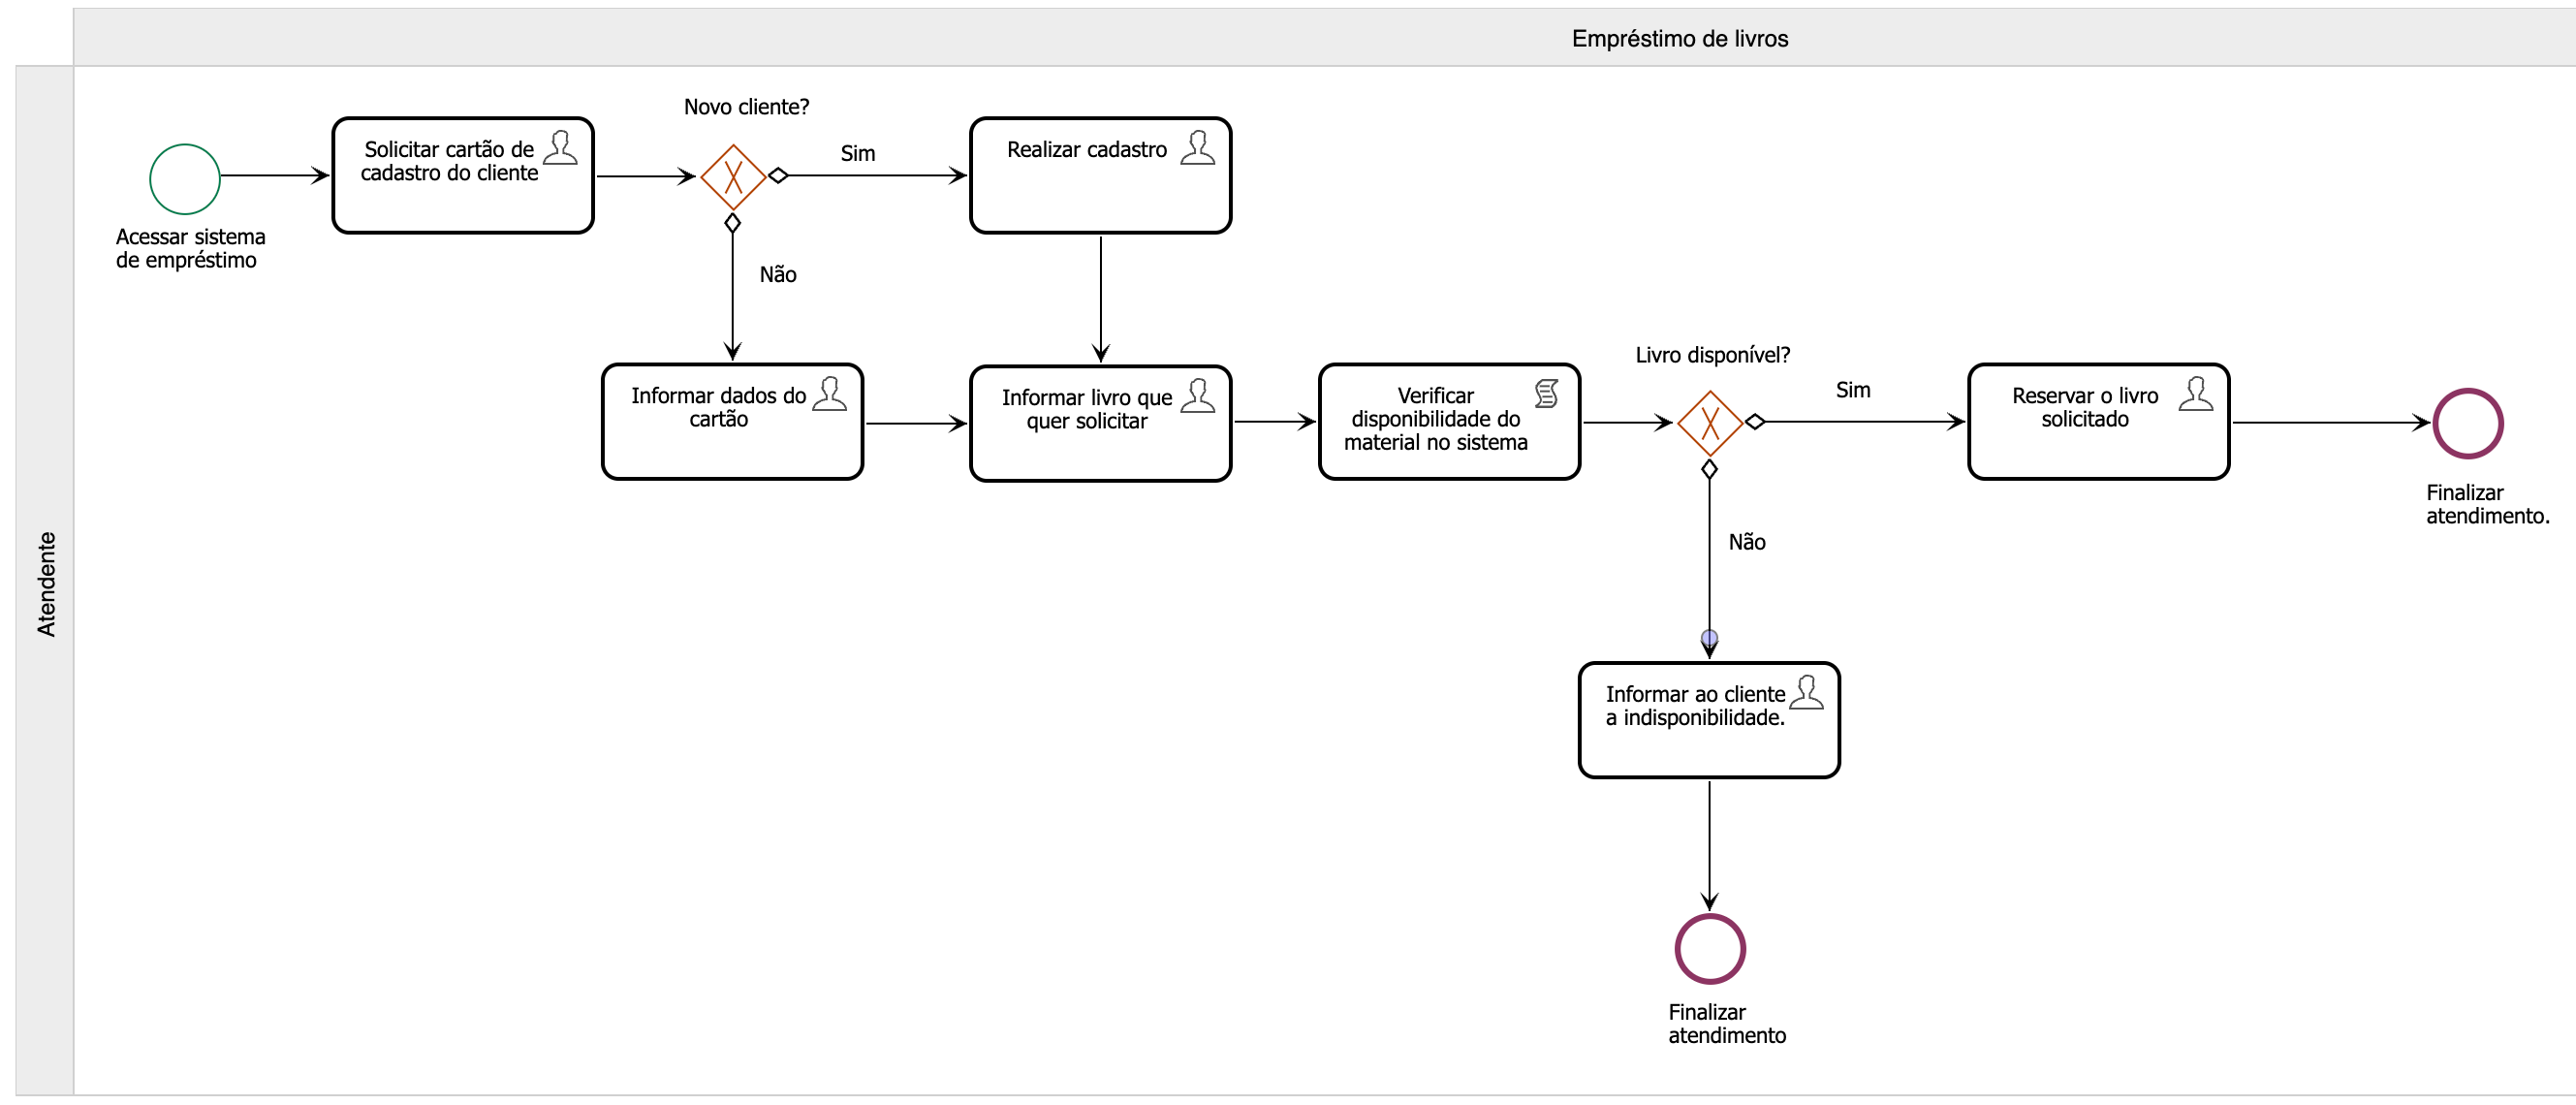 Empréstimo de livros
Atendente
Acessar sistema
de empréstimo
Solicitar cartão de
cadastro do cliente
Novo cliente?
Sim
Não
Realizar cadastro
Informar dados do
cartão
Informar livro que
quer solicitar
Verificar
disponibilidade do
material no sistema
Livro disponível?
Sim
Não
Reservar o livro
solicitado
Finalizar
atendimento.
Informar ao cliente
a indisponibilidade.
Finalizar
atendimento